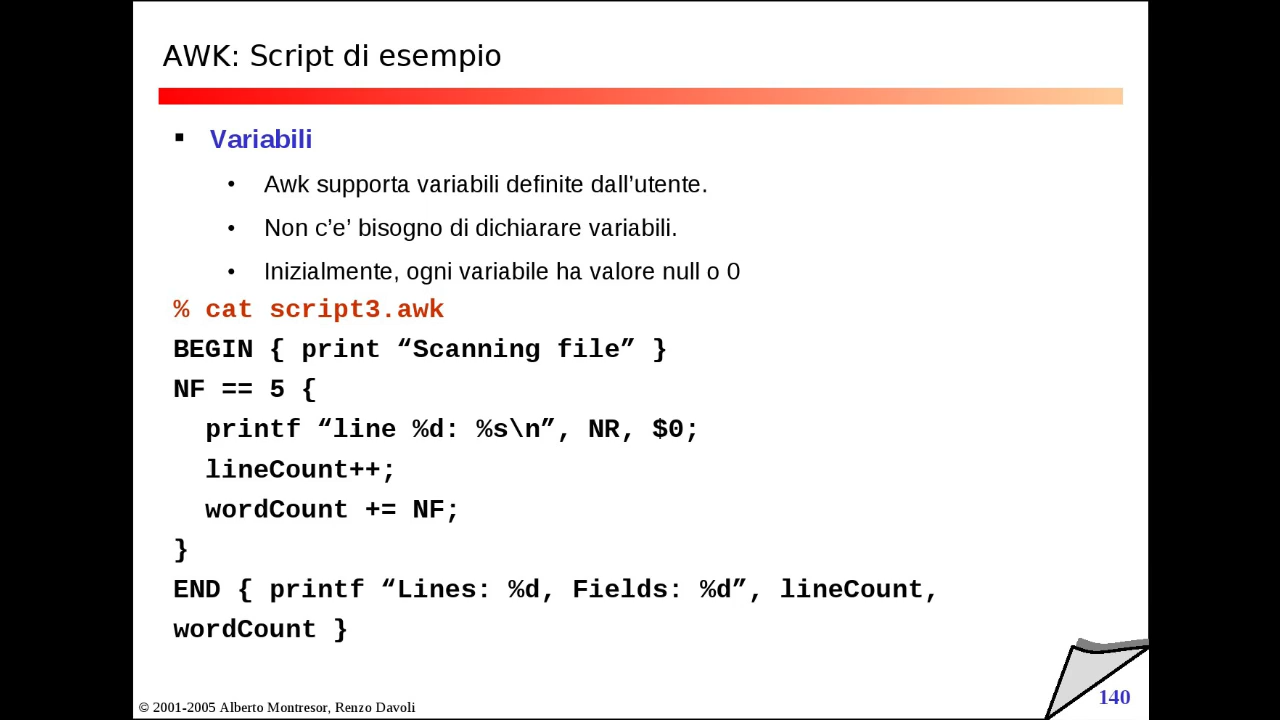 AWK: Script di esempio
▪ Variabili
• Awk supporta variabili definite dall’utente.
• Non c’e’ bisogno di dichiarare variabili.
• Inizialmente, ogni variabile ha valore null o 0
% cat script3.awk
BEGIN { print “Scanning file” }
NF == 5 {
  printf “line %d: %s\n”, NR, $0;
  lineCount++;
  wordCount += NF;
}
END { printf “Lines: %d, Fields: %d”, lineCount,
wordCount }
© 2001-2005 Alberto Montresor, Renzo Davoli
140